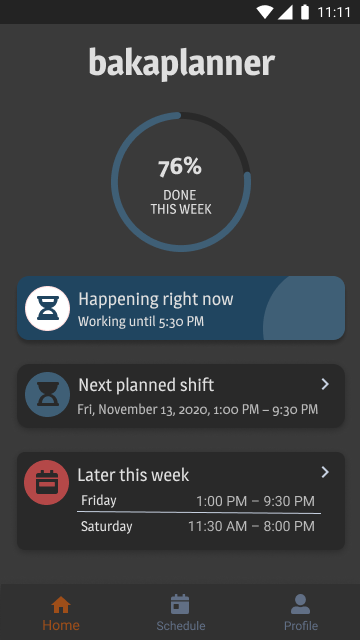 11:11
bakaplanner
76%
DONE
THIS WEEK
Happening right now
Working until 5:30 PM
Next planned shift
Fri, November 13, 2020, 1:00 PM – 9:30 PM
Later this week
Friday 1:00 PM – 9:30 PM
Saturday 11:30 AM – 8:00 PM
Home Schedule Profile